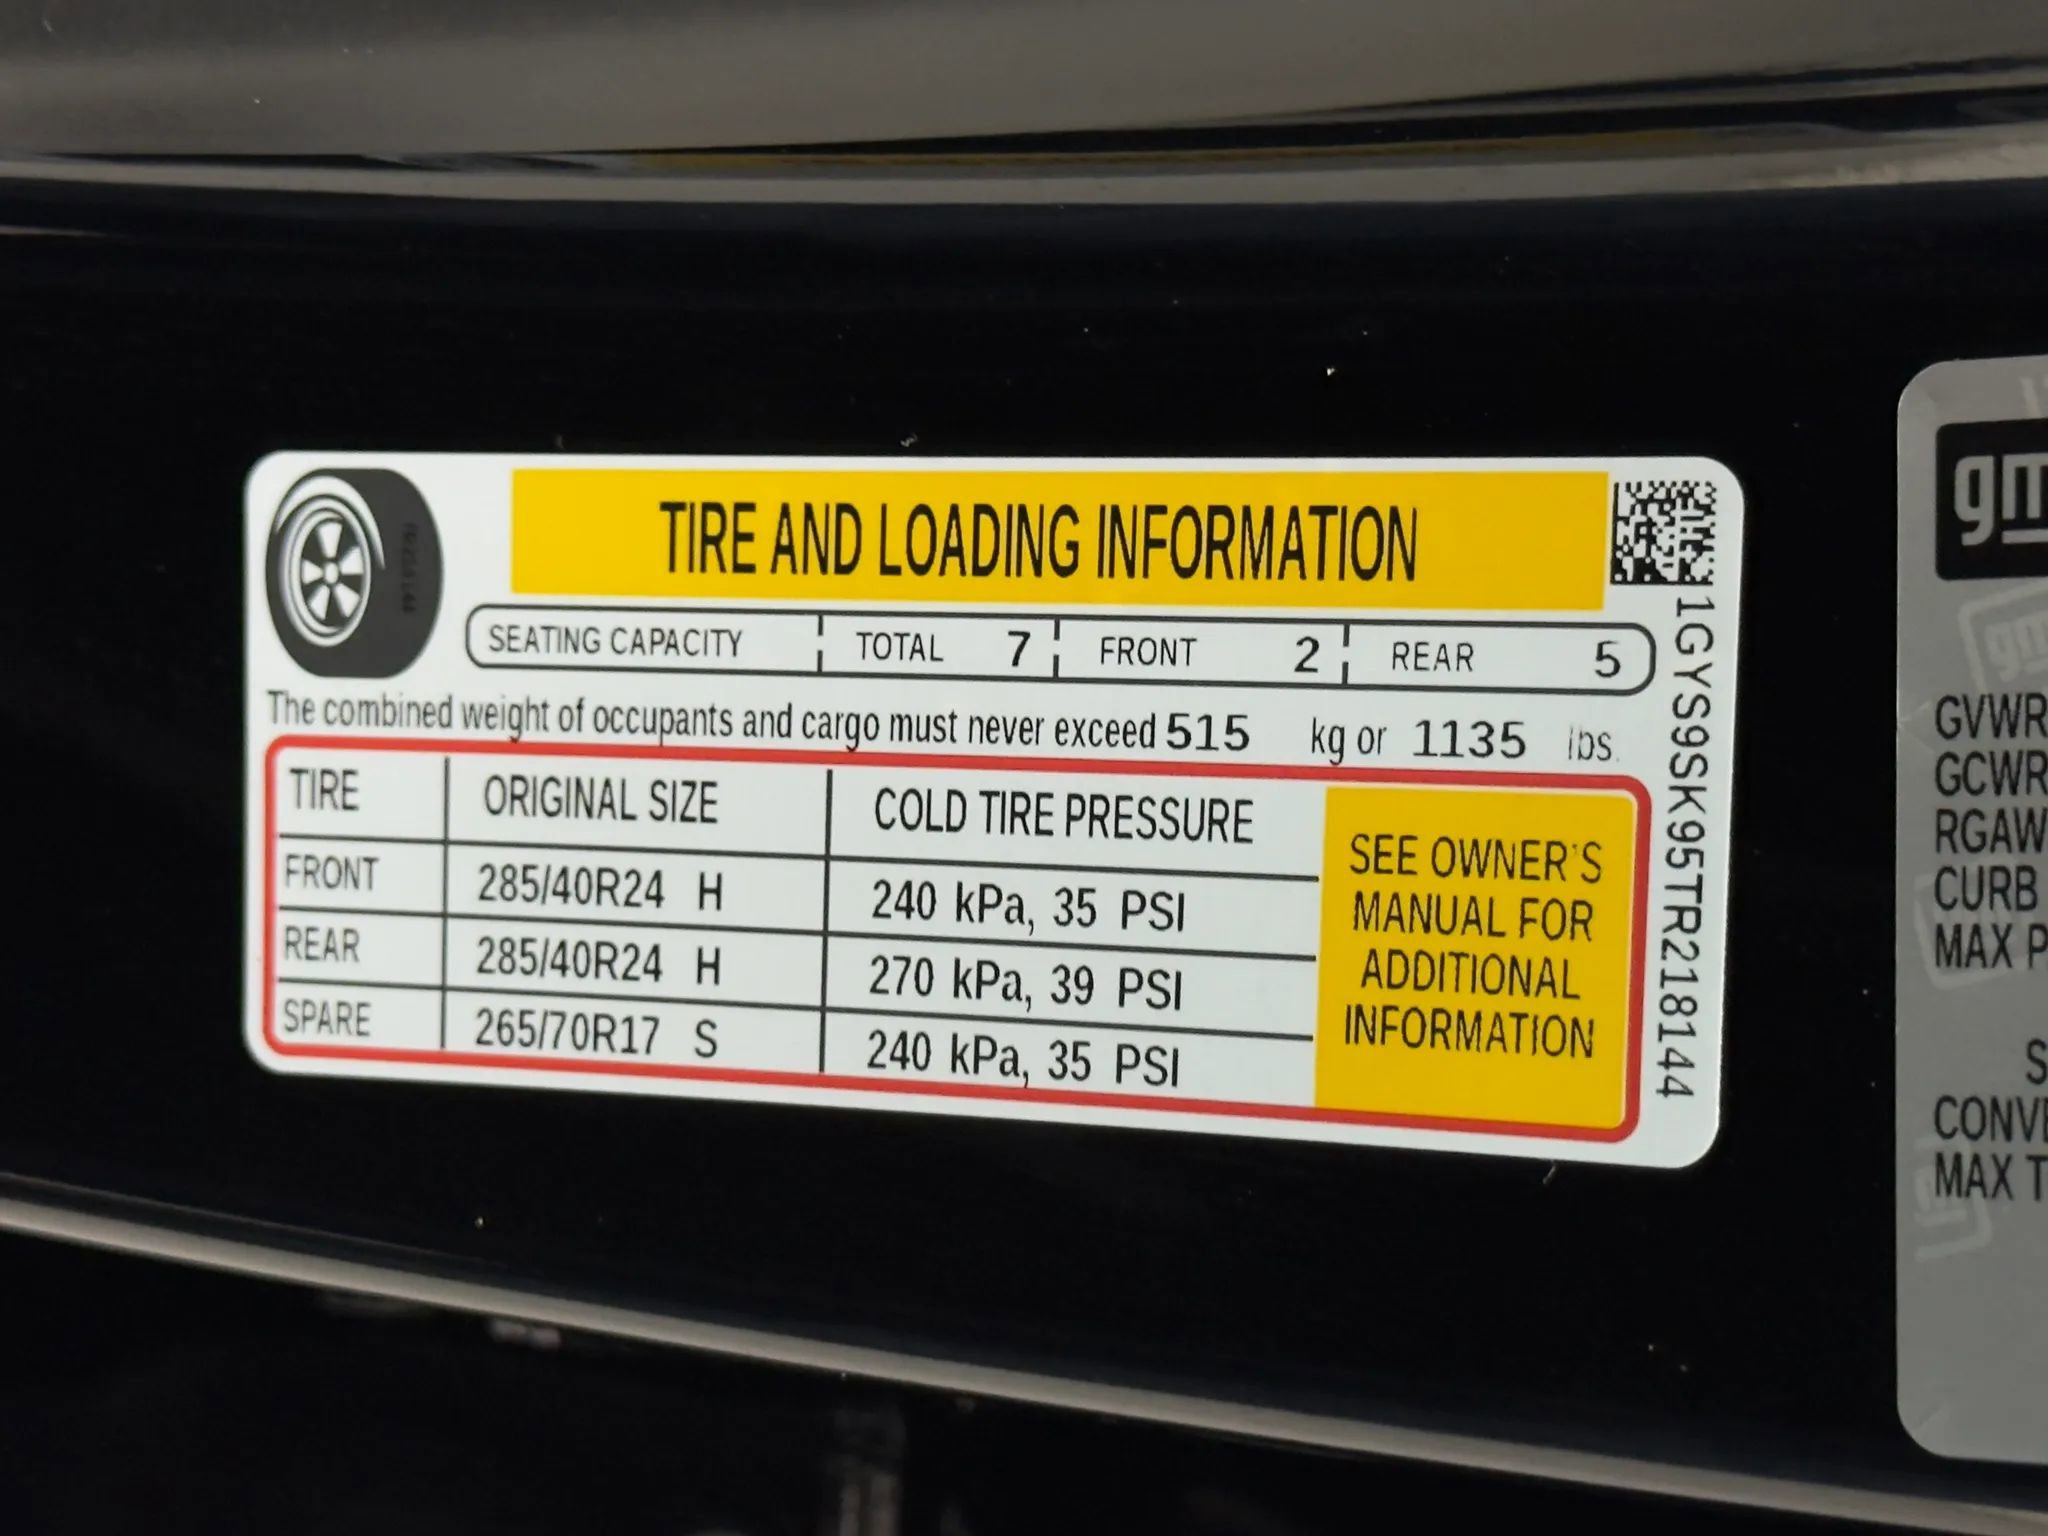 TIRE AND LOADING INFORMATION
SEATING CAPACITY TOTAL 7 FRONT 2 REAR 5
The combined weight of occupants and cargo must never exceed 515 kg or 1135 lbs.
TIRE ORIGINAL SIZE COLD TIRE PRESSURE
FRONT 285/40R24 H 240 kPa, 35 PSI
REAR 285/40R24 H 270 kPa, 39 PSI
SPARE 265/70R17 S 240 kPa, 35 PSI
SEE OWNER'S
MANUAL FOR
ADDITIONAL
INFORMATION
1GYS9SK95TR218144
gm
GVWR
GCWR
RGAW
CURB
MAX P
S
CONVE
MAX T